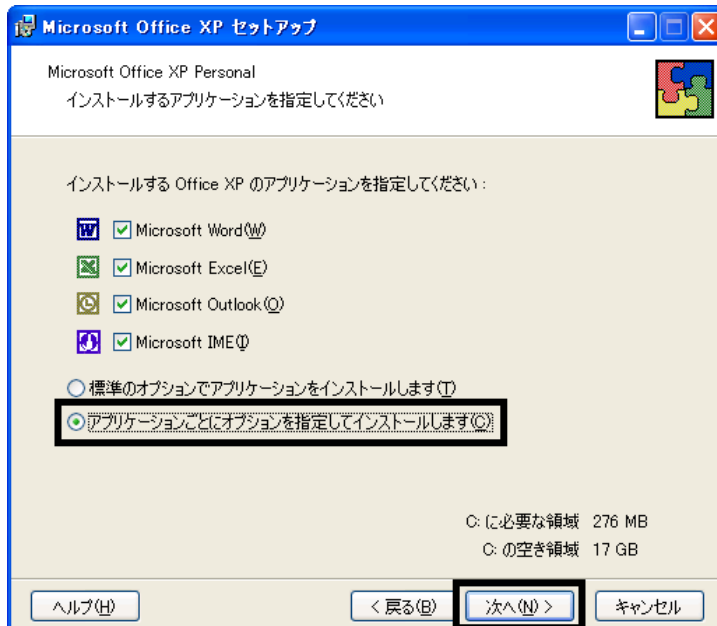 Microsoft Office XP セットアップ
Microsoft Office XP Personal
インストールするアプリケーションを指定してください
インストールする Office XP のアプリケーションを指定してください:
Microsoft Word(W)
Microsoft Excel(E)
Microsoft Outlook(O)
Microsoft IME(I)
標準のオプションでアプリケーションをインストールします(T)
アプリケーションごとにオプションを指定してインストールします(C)
C: に必要な領域 276 MB
C: の空き領域 17 GB
ヘルプ(H) < 戻る(B) 次へ(N) > キャンセル